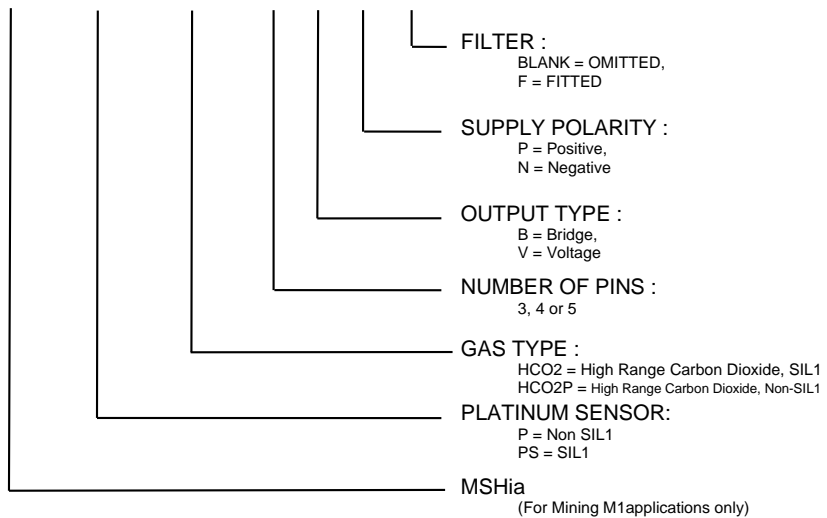 FILTER :
BLANK = OMITTED,
F = FITTED
SUPPLY POLARITY :
P = Positive,
N = Negative
OUTPUT TYPE :
B = Bridge,
V = Voltage
NUMBER OF PINS :
3, 4 or 5
GAS TYPE :
HCO2 = High Range Carbon Dioxide, SIL1
HCO2P = High Range Carbon Dioxide, Non-SIL1
PLATINUM SENSOR:
P = Non SIL1
PS = SIL1
MSHia
(For Mining M1applications only)